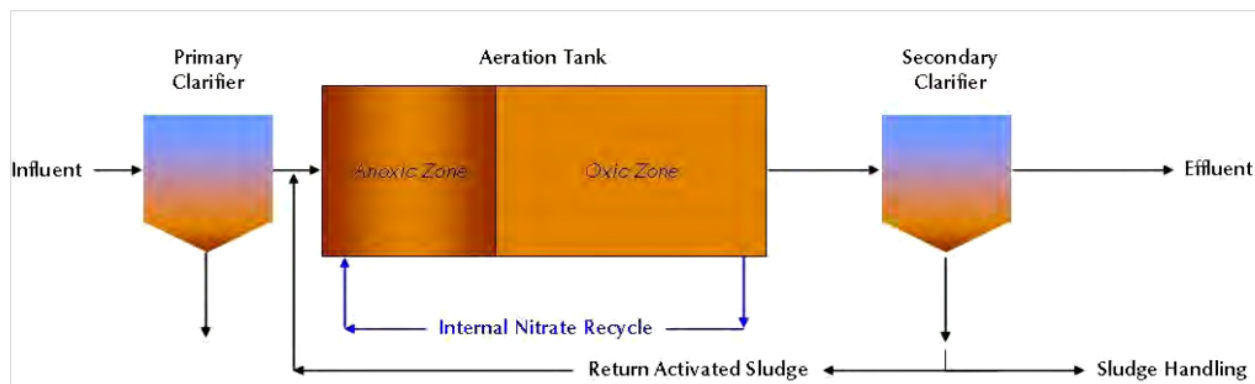 Primary
Clarifier
Aeration Tank
Secondary
Clarifier
Influent
Anoxic Zone
Oxic Zone
Effluent
Internal Nitrate Recycle
Return Activated Sludge
Sludge Handling